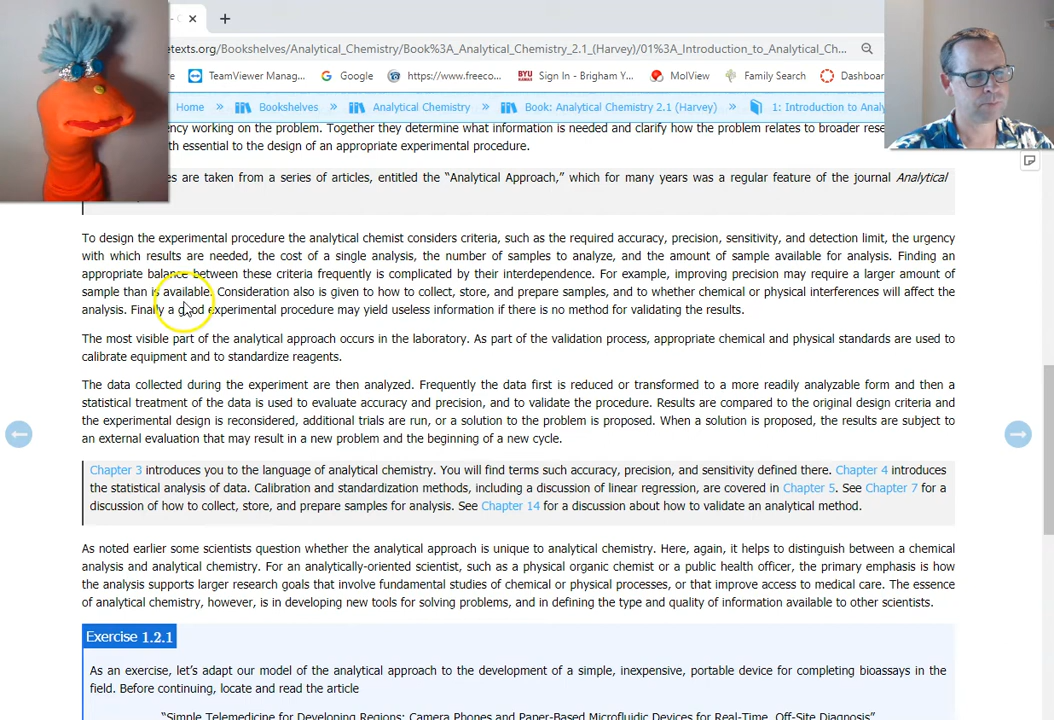 etexts.org/Bookshelves/Analytical_Chemistry/Book%3A_Analytical_Chemistry_2.1_(Harvey)/01%3A_Introduction_to_Analytical_Ch...
TeamViewer Manag... Google https://www.freeco... BYU Sign In - Brigham Y... MolView Family Search Dashboar
Home » Bookshelves » Analytical Chemistry » Book: Analytical Chemistry 2.1 (Harvey) » 1: Introduction to Analy
ncy working on the problem. Together they determine what information is needed and clarify how the problem relates to broader rese
th essential to the design of an appropriate experimental procedure.
es are taken from a series of articles, entitled the “Analytical Approach,” which for many years was a regular feature of the journal Analytical
To design the experimental procedure the analytical chemist considers criteria, such as the required accuracy, precision, sensitivity, and detection limit, the urgency
with which results are needed, the cost of a single analysis, the number of samples to analyze, and the amount of sample available for analysis. Finding an
appropriate balance between these criteria frequently is complicated by their interdependence. For example, improving precision may require a larger amount of
sample than is available. Consideration also is given to how to collect, store, and prepare samples, and to whether chemical or physical interferences will affect the
analysis. Finally a good experimental procedure may yield useless information if there is no method for validating the results.
The most visible part of the analytical approach occurs in the laboratory. As part of the validation process, appropriate chemical and physical standards are used to
calibrate equipment and to standardize reagents.
The data collected during the experiment are then analyzed. Frequently the data first is reduced or transformed to a more readily analyzable form and then a
statistical treatment of the data is used to evaluate accuracy and precision, and to validate the procedure. Results are compared to the original design criteria and
the experimental design is reconsidered, additional trials are run, or a solution to the problem is proposed. When a solution is proposed, the results are subject to
an external evaluation that may result in a new problem and the beginning of a new cycle.
Chapter 3 introduces you to the language of analytical chemistry. You will find terms such accuracy, precision, and sensitivity defined there. Chapter 4 introduces
the statistical analysis of data. Calibration and standardization methods, including a discussion of linear regression, are covered in Chapter 5. See Chapter 7 for a
discussion of how to collect, store, and prepare samples for analysis. See Chapter 14 for a discussion about how to validate an analytical method.
As noted earlier some scientists question whether the analytical approach is unique to analytical chemistry. Here, again, it helps to distinguish between a chemical
analysis and analytical chemistry. For an analytically-oriented scientist, such as a physical organic chemist or a public health officer, the primary emphasis is how
the analysis supports larger research goals that involve fundamental studies of chemical or physical processes, or that improve access to medical care. The essence
of analytical chemistry, however, is in developing new tools for solving problems, and in defining the type and quality of information available to other scientists.
Exercise 1.2.1
As an exercise, let’s adapt our model of the analytical approach to the development of a simple, inexpensive, portable device for completing bioassays in the
field. Before continuing, locate and read the article
“Simple Telemedicine for Developing Regions: Camera Phones and Paper-Based Microfluidic Devices for Real-Time, Off-Site Diagnosis”